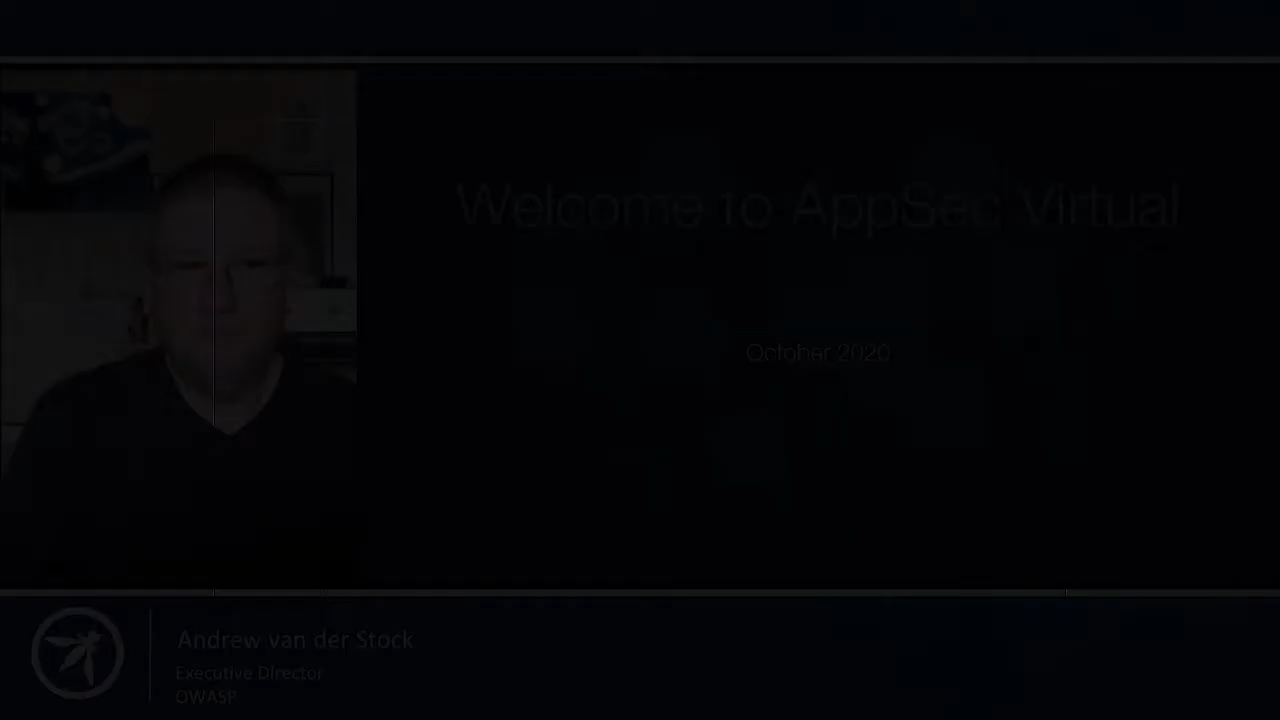 Welcome to AppSec Virtual
October 2020
Andrew van der Stock
Executive Director
OWASP